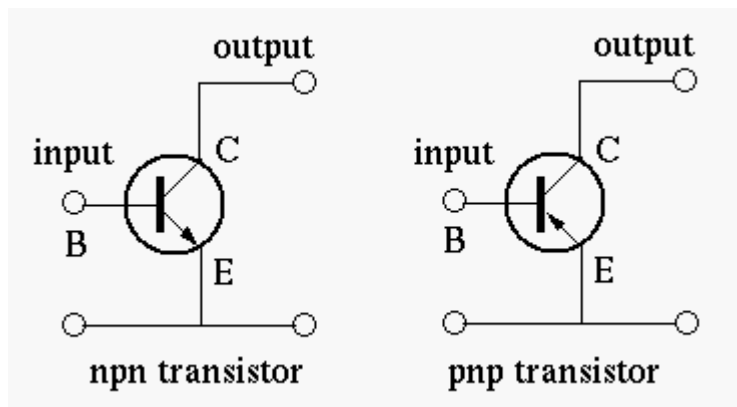 output
input
C
B
E
npn transistor
output
input
C
B
E
pnp transistor